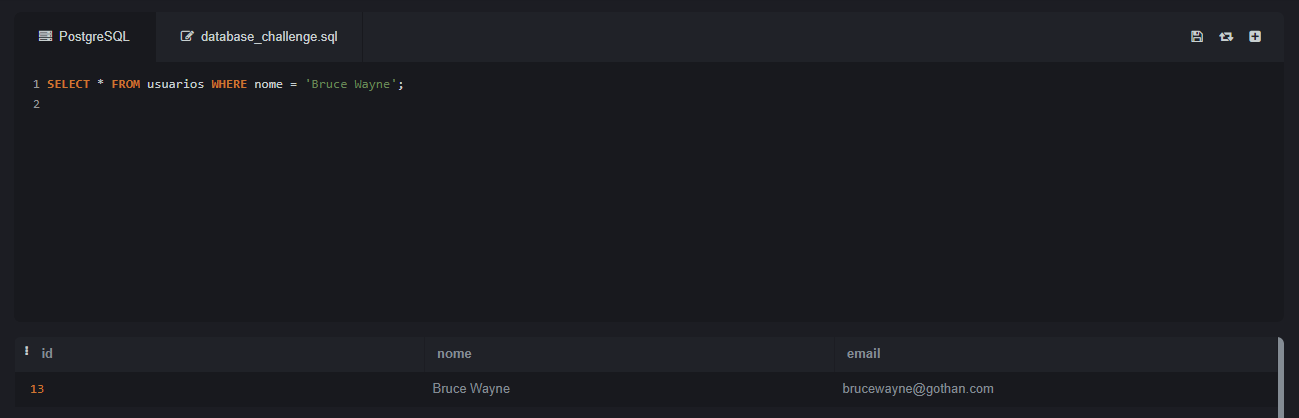 PostgreSQL database_challenge.sql
1 SELECT * FROM usuarios WHERE nome = 'Bruce Wayne';
2
id nome email
13 Bruce Wayne brucewayne@gothan.com